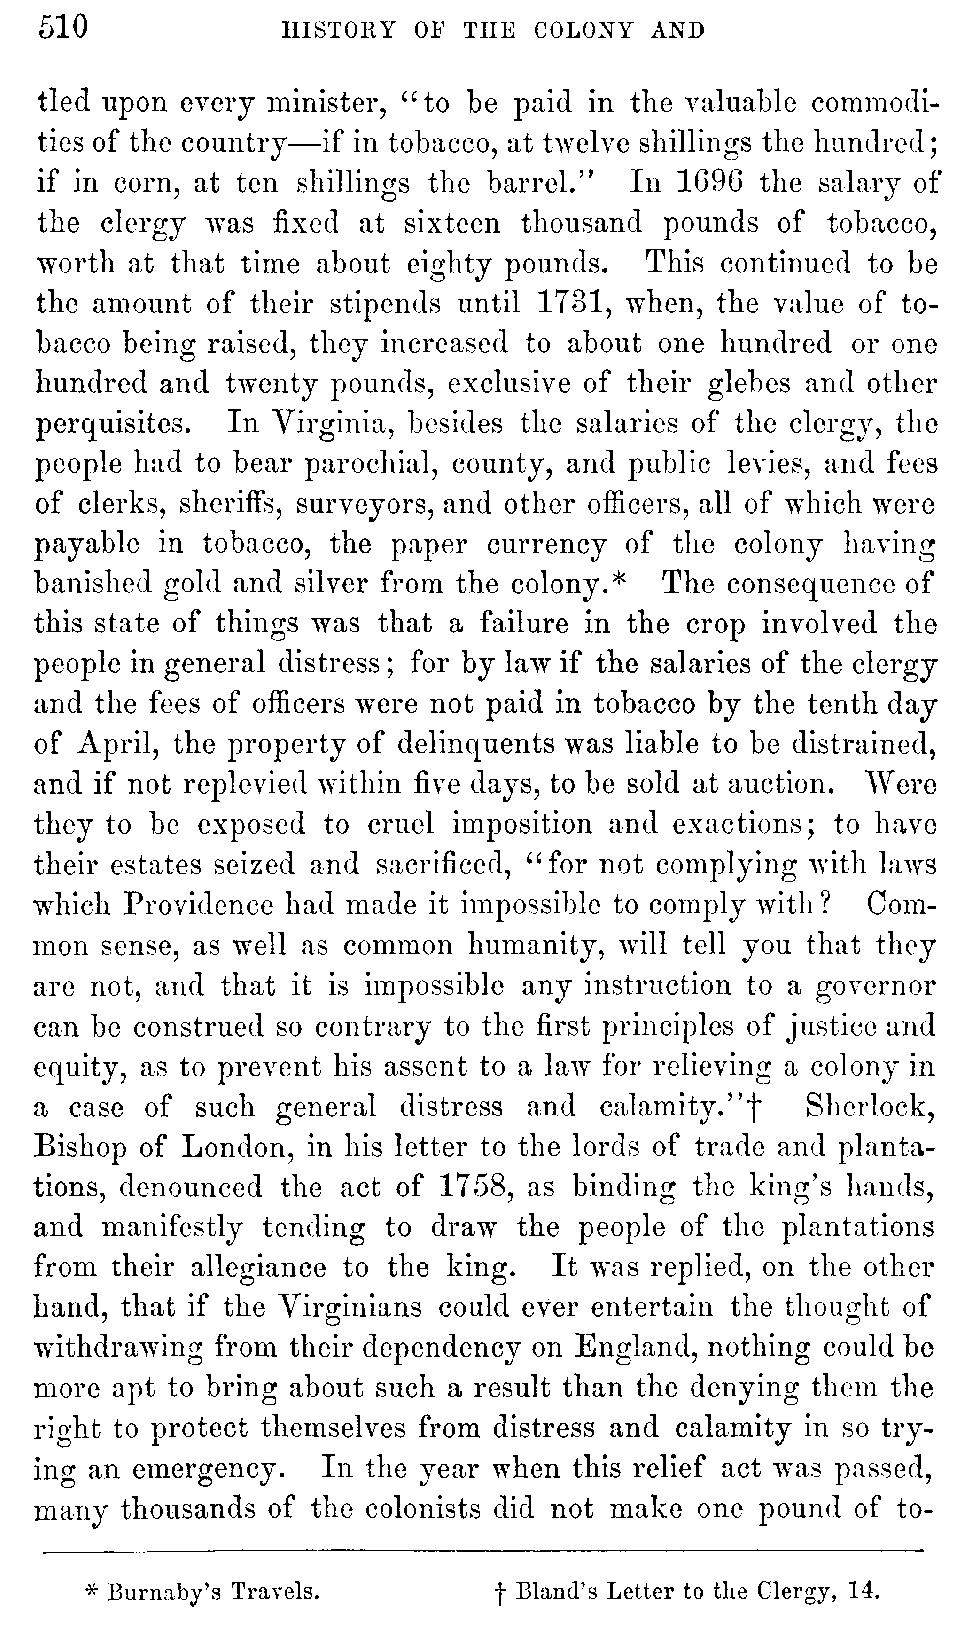 510 HISTORY OF THE COLONY AND
tled upon every minister, “to be paid in the valuable commodi-
ties of the country—if in tobacco, at twelve shillings the hundred;
if in corn, at ten shillings the barrel.” In 1696 the salary of
the clergy was fixed at sixteen thousand pounds of tobacco,
worth at that time about eighty pounds. This continued to be
the amount of their stipends until 1731, when, the value of to-
bacco being raised, they increased to about one hundred or one
hundred and twenty pounds, exclusive of their glebes and other
perquisites. In Virginia, besides the salaries of the clergy, the
people had to bear parochial, county, and public levies, and fees
of clerks, sheriffs, surveyors, and other officers, all of which were
payable in tobacco, the paper currency of the colony having
banished gold and silver from the colony.* The consequence of
this state of things was that a failure in the crop involved the
people in general distress; for by law if the salaries of the clergy
and the fees of officers were not paid in tobacco by the tenth day
of April, the property of delinquents was liable to be distrained,
and if not replevied within five days, to be sold at auction. Were
they to be exposed to cruel imposition and exactions; to have
their estates seized and sacrificed, “for not complying with laws
which Providence had made it impossible to comply with? Com-
mon sense, as well as common humanity, will tell you that they
are not, and that it is impossible any instruction to a governor
can be construed so contrary to the first principles of justice and
equity, as to prevent his assent to a law for relieving a colony in
a case of such general distress and calamity.”† Sherlock,
Bishop of London, in his letter to the lords of trade and planta-
tions, denounced the act of 1758, as binding the king’s hands,
and manifestly tending to draw the people of the plantations
from their allegiance to the king. It was replied, on the other
hand, that if the Virginians could ever entertain the thought of
withdrawing from their dependency on England, nothing could be
more apt to bring about such a result than the denying them the
right to protect themselves from distress and calamity in so try-
ing an emergency. In the year when this relief act was passed,
many thousands of the colonists did not make one pound of to-
* Burnaby’s Travels. † Bland’s Letter to the Clergy, 14.